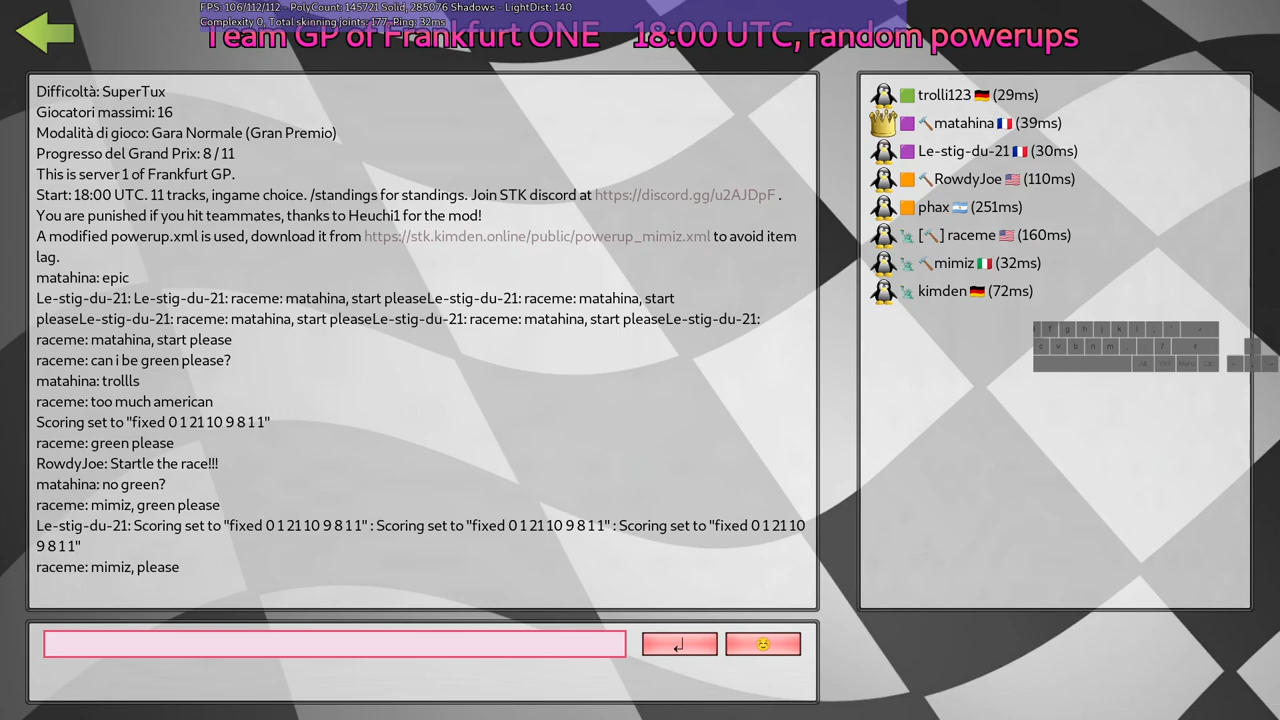 FPS: 106/112/112 - PolyCount: 145721 Solid, 285076 Shadows - LightDist: 140
Complexity 0, Total skinning joints: 177, Ping: 32ms
Team GP of Frankfurt ONE 18:00 UTC, random powerups
Difficoltà: SuperTux
Giocatori massimi: 16
Modalità di gioco: Gara Normale (Gran Premio)
Progresso del Grand Prix: 8 / 11
This is server 1 of Frankfurt GP.
Start: 18:00 UTC. 11 tracks, ingame choice. /standings for standings. Join STK discord at https://discord.gg/u2AJDpF .
You are punished if you hit teammates, thanks to Heuchi1 for the mod!
A modified powerup.xml is used, download it from https://stk.kimden.online/public/powerup_mimiz.xml to avoid item
lag.
matahina: epic
Le-stig-du-21: Le-stig-du-21: raceme: matahina, start pleaseLe-stig-du-21: raceme: matahina, start
pleaseLe-stig-du-21: raceme: matahina, start pleaseLe-stig-du-21: raceme: matahina, start pleaseLe-stig-du-21:
raceme: matahina, start please
raceme: can i be green please?
matahina: trollls
raceme: too much american
Scoring set to "fixed 0 1 21 10 9 8 1 1"
raceme: green please
RowdyJoe: Startle the race!!!
matahina: no green?
raceme: mimiz, green please
Le-stig-du-21: Scoring set to "fixed 0 1 21 10 9 8 1 1" : Scoring set to "fixed 0 1 21 10 9 8 1 1" : Scoring set to "fixed 0 1 21 10
9 8 1 1"
raceme: mimiz, please
trolli123 🇩🇪 (29ms)
🔨matahina 🇫🇷 (39ms)
Le-stig-du-21 🇫🇷 (30ms)
🔨RowdyJoe 🇺🇸 (110ms)
phax 🇦🇷 (251ms)
🗽 [🔨] raceme 🇺🇸 (160ms)
🗽 🔨mimiz 🇮🇹 (32ms)
🗽 kimden 🇩🇪 (72ms)
f g h j k l
c v b n m